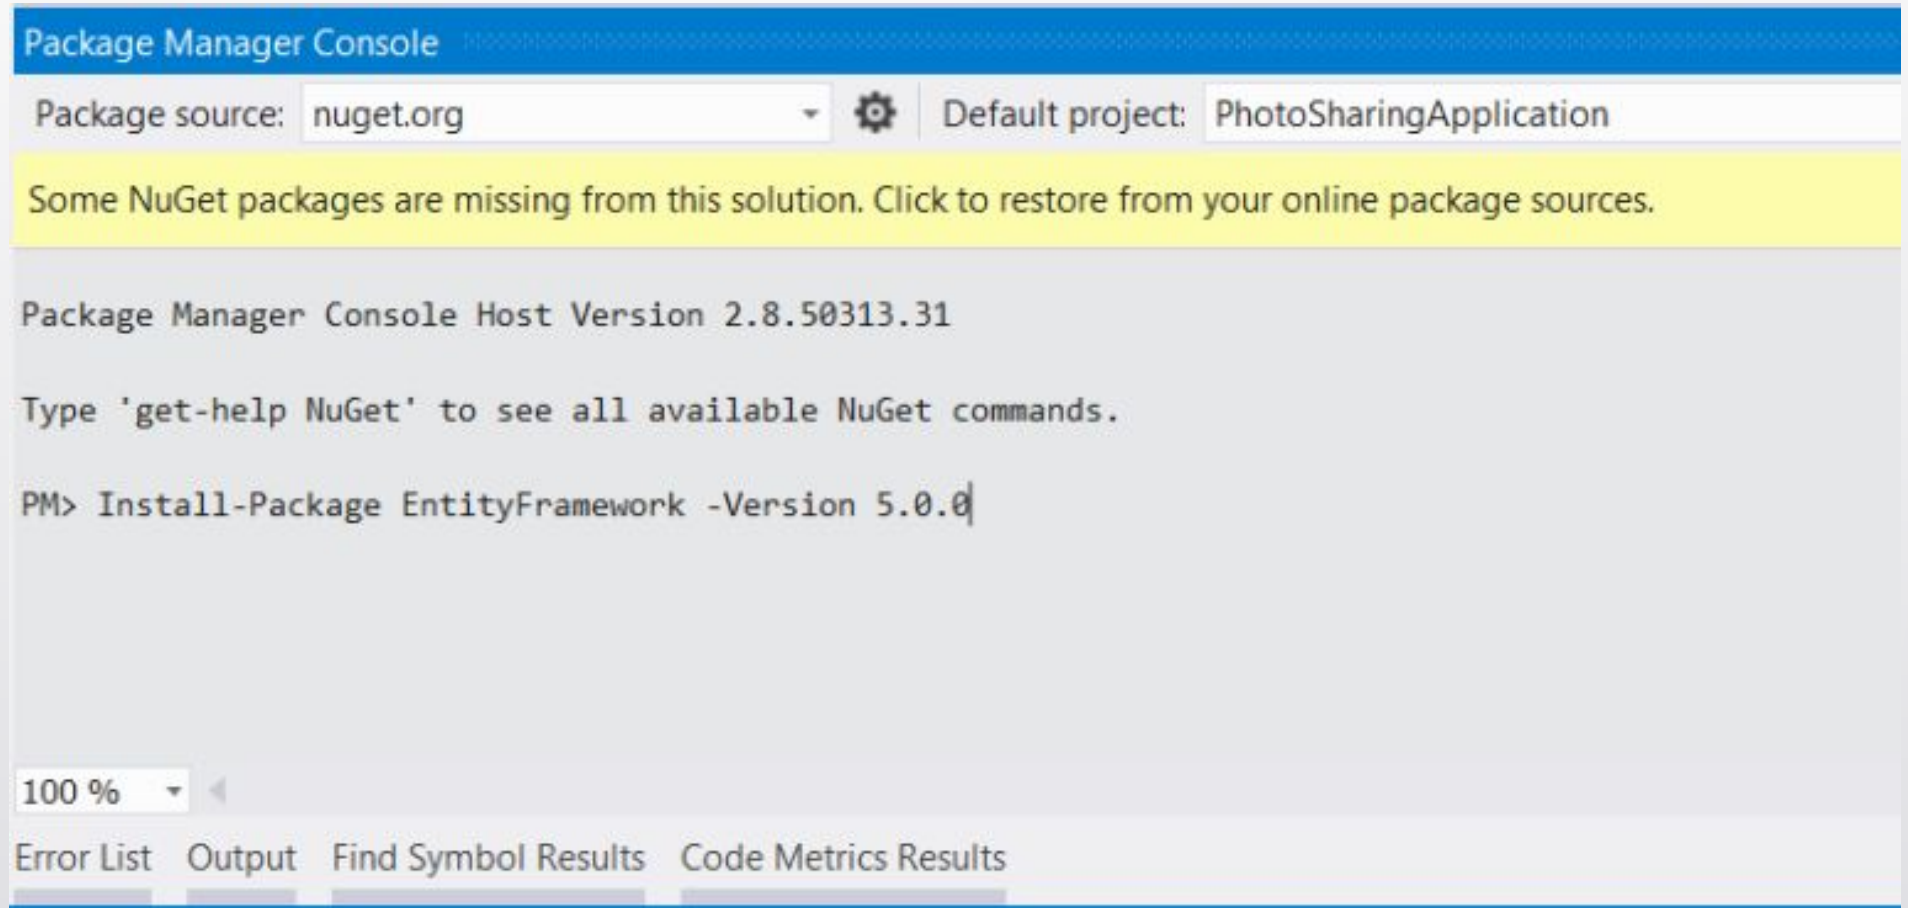 Package Manager Console
Package source: nuget.org Default project: PhotoSharingApplication
Some NuGet packages are missing from this solution. Click to restore from your online package sources.
Package Manager Console Host Version 2.8.50313.31
Type 'get-help NuGet' to see all available NuGet commands.
PM> Install-Package EntityFramework -Version 5.0.0
100 %
Error List Output Find Symbol Results Code Metrics Results